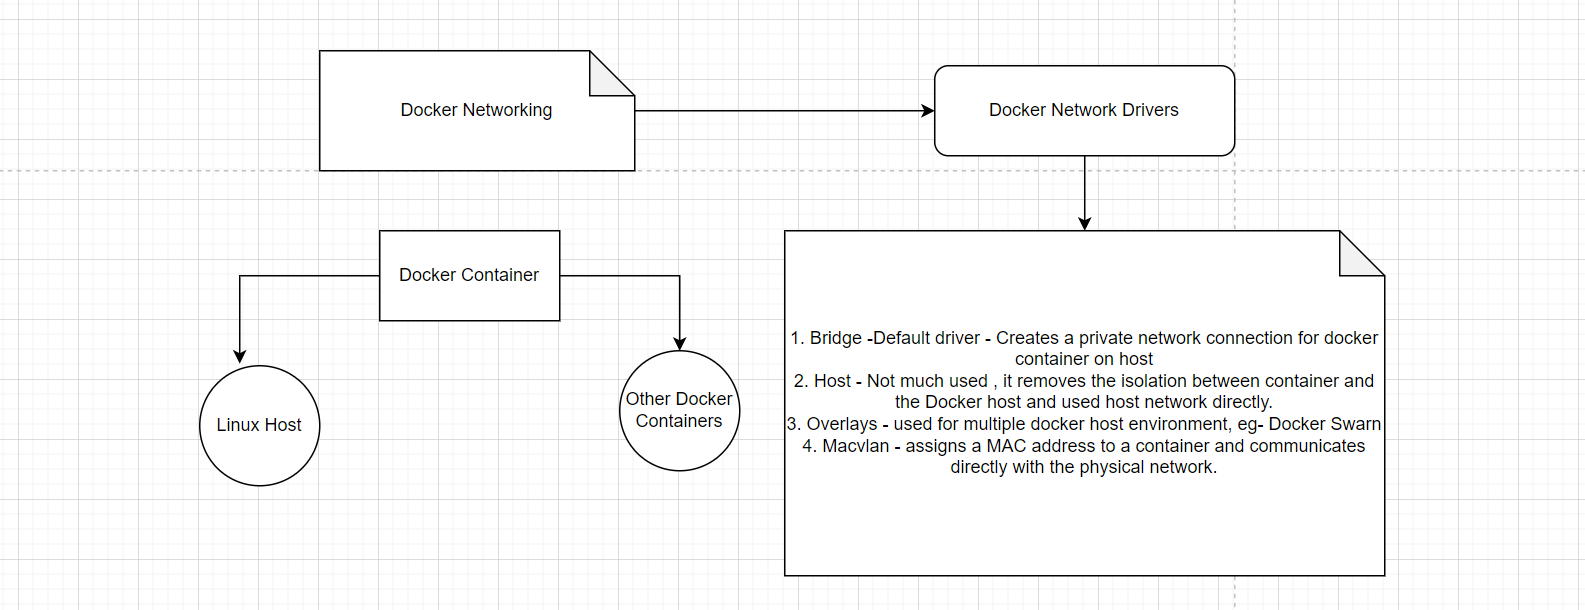 Docker Networking
Docker Network Drivers
Docker Container
Linux Host
Other Docker
Containers
1. Bridge -Default driver - Creates a private network connection for docker
container on host
2. Host - Not much used , it removes the isolation between container and
the Docker host and used host network directly.
3. Overlays - used for multiple docker host environment, eg- Docker Swarn
4. Macvlan - assigns a MAC address to a container and communicates
directly with the physical network.